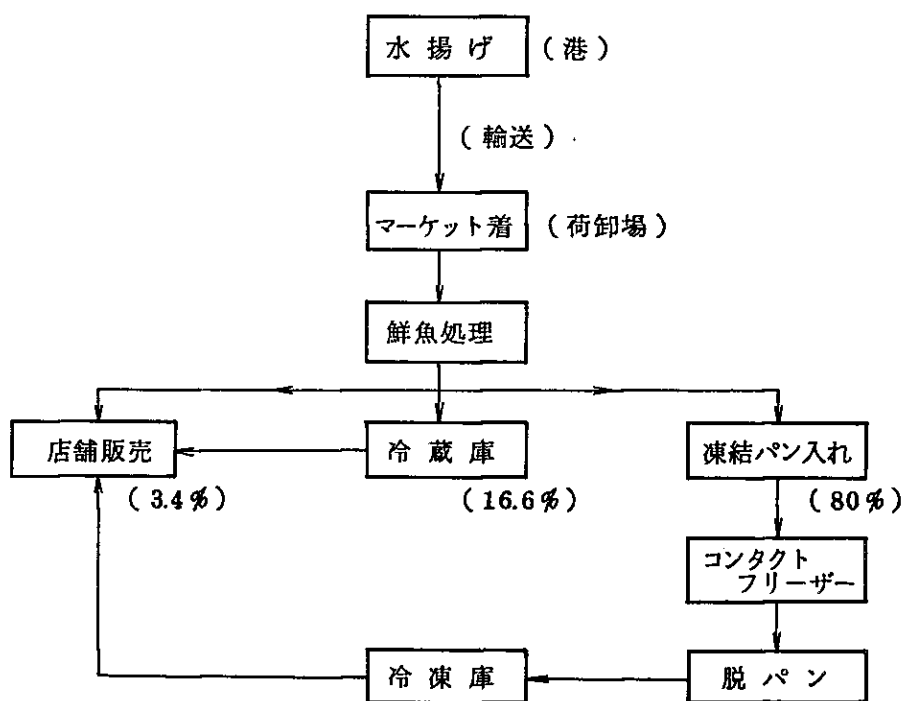 水揚げ (港)
(輸送)
マーケット着 (荷卸場)
鮮魚処理
店舗販売 冷蔵庫 凍結パン入れ
(3.4%) (16.6%) (80%)
コンタクト
フリーザー
冷凍庫 脱パン